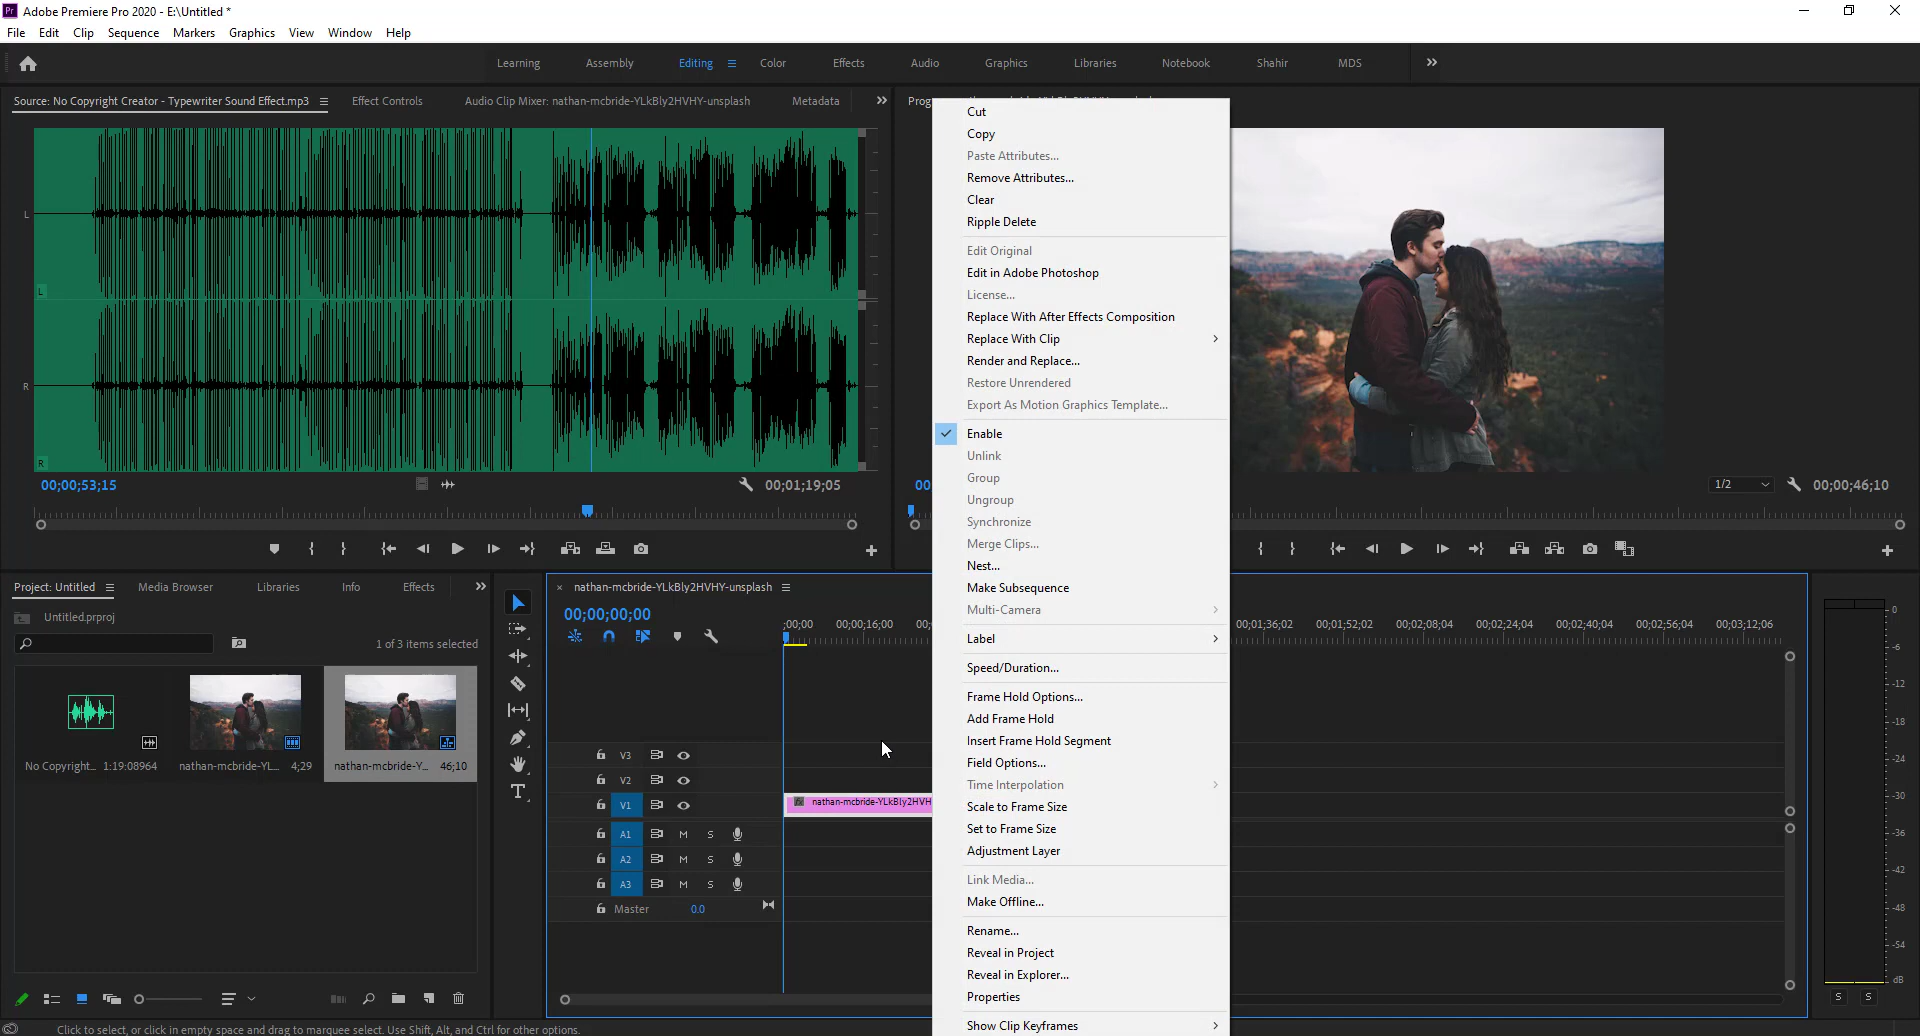 Pr Adobe Premiere Pro 2020 - E:\Untitled *
File Edit Clip Sequence Markers Graphics View Window Help
Learning Assembly Editing Color Effects Audio Graphics Libraries Notebook Shahir MDS
Source: No Copyright Creator - Typewriter Sound Effect.mp3 Effect Controls Audio Clip Mixer: nathan-mcbride-YLkBly2HVHY-unsplash Metadata
L
L
R
R
00;00;53;15
00;01;19;05
1/2
00;00;46;10
Cut
Copy
Paste Attributes...
Remove Attributes...
Clear
Ripple Delete
Edit Original
Edit in Adobe Photoshop
License...
Replace With After Effects Composition
Replace With Clip
Render and Replace...
Restore Unrendered
Export As Motion Graphics Template...
Enable
Unlink
Group
Ungroup
Synchronize
Merge Clips...
Nest...
Make Subsequence
Multi-Camera
Label
Speed/Duration...
Frame Hold Options...
Add Frame Hold
Insert Frame Hold Segment
Field Options...
Time Interpolation
Scale to Frame Size
Set to Frame Size
Adjustment Layer
Link Media...
Make Offline...
Rename...
Reveal in Project
Reveal in Explorer...
Properties
Show Clip Keyframes
Project: Untitled Media Browser Libraries Info Effects
Untitled.prproj
1 of 3 items selected
No Copyright... 1:19:08964
nathan-mcbride-YL... 4;29
nathan-mcbride-Y... 46;10
nathan-mcbride-YLkBly2HVHY-unsplash
00;00;00;00
;00;00 00;00;16;00 00;01;36;02 00;01;52;02 00;02;08;04 00;02;24;04 00;02;40;04 00;02;56;04 00;03;12;06
V3
V2
V1 nathan-mcbride-YLkBly2HVH
A1 M S
A2 M S
A3 M S
Master 0.0
0
-6
-12
-18
-24
-30
-36
-42
-48
-54
dB
S S
Click to select, or click in empty space and drag to marquee select. Use Shift, Alt, and Ctrl for other options.